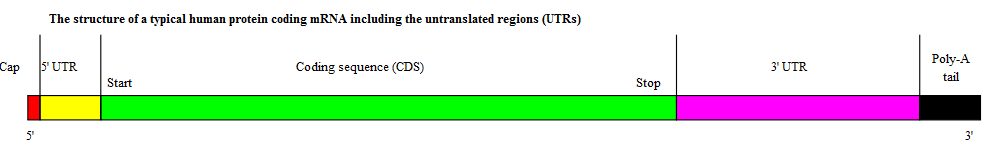 The structure of a typical human protein coding mRNA including the untranslated regions (UTRs)
Cap
5' UTR
Start
Coding sequence (CDS)
Stop
3' UTR
Poly-A
tail
5'
3'